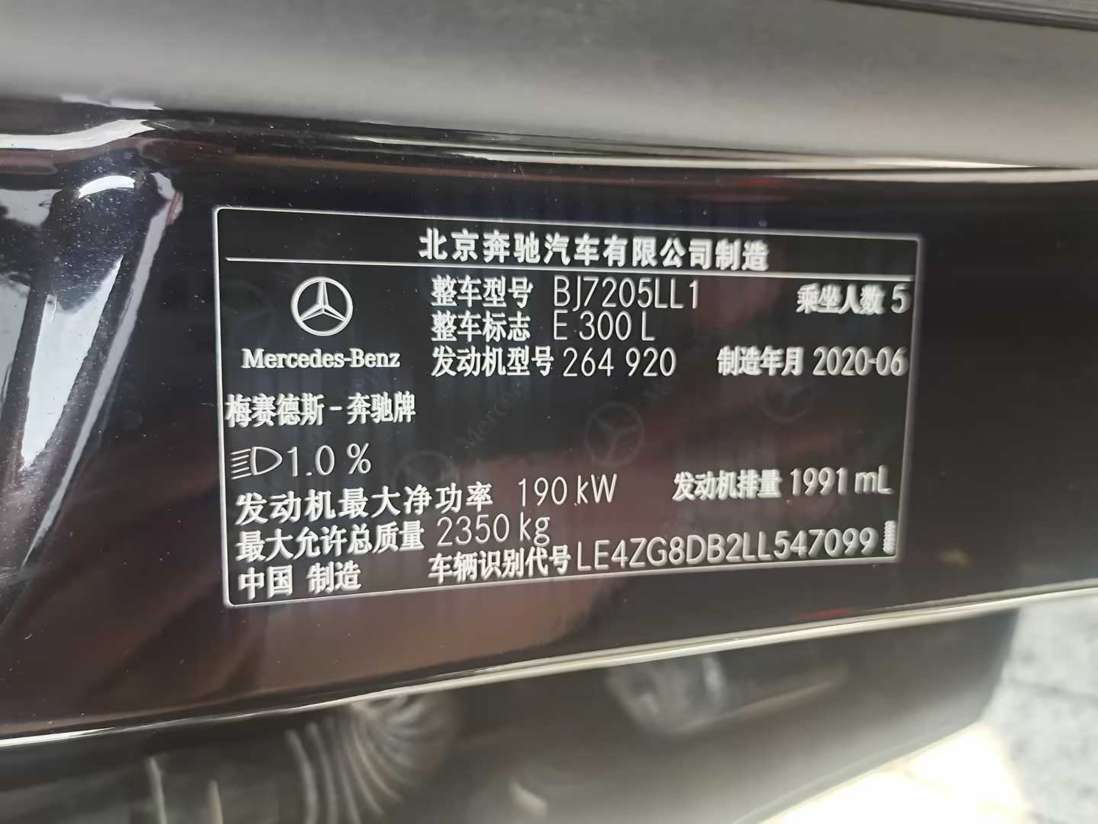 北京奔驰汽车有限公司制造
整车型号 BJ7205LL1 乘坐人数 5
整车标志 E 300 L
Mercedes-Benz 发动机型号 264 920 制造年月 2020-06
梅赛德斯-奔驰牌
1.0 %
发动机最大净功率 190 kW 发动机排量 1991 mL
最大允许总质量 2350 kg
中国 制造 车辆识别代号 LE4ZG8DB2LL547099